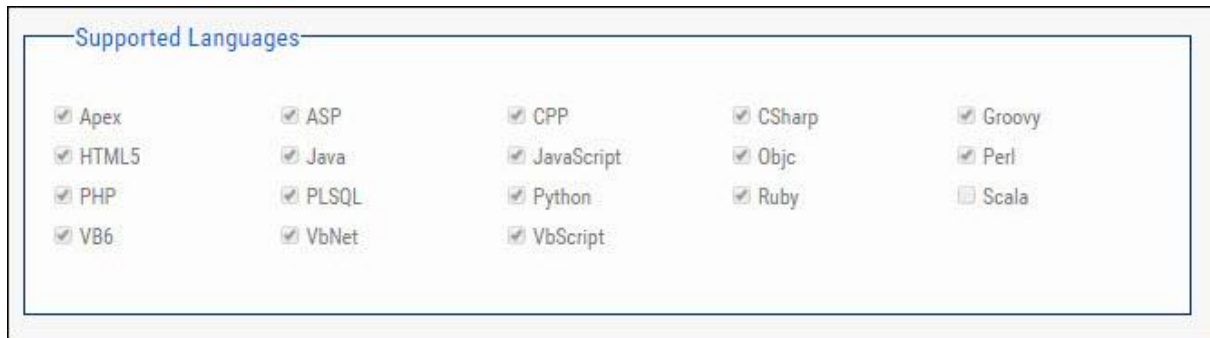 Supported Languages
Apex ASP CPP CSharp Groovy
HTML5 Java JavaScript Objc Perl
PHP PLSQL Python Ruby Scala
VB6 VbNet VbScript